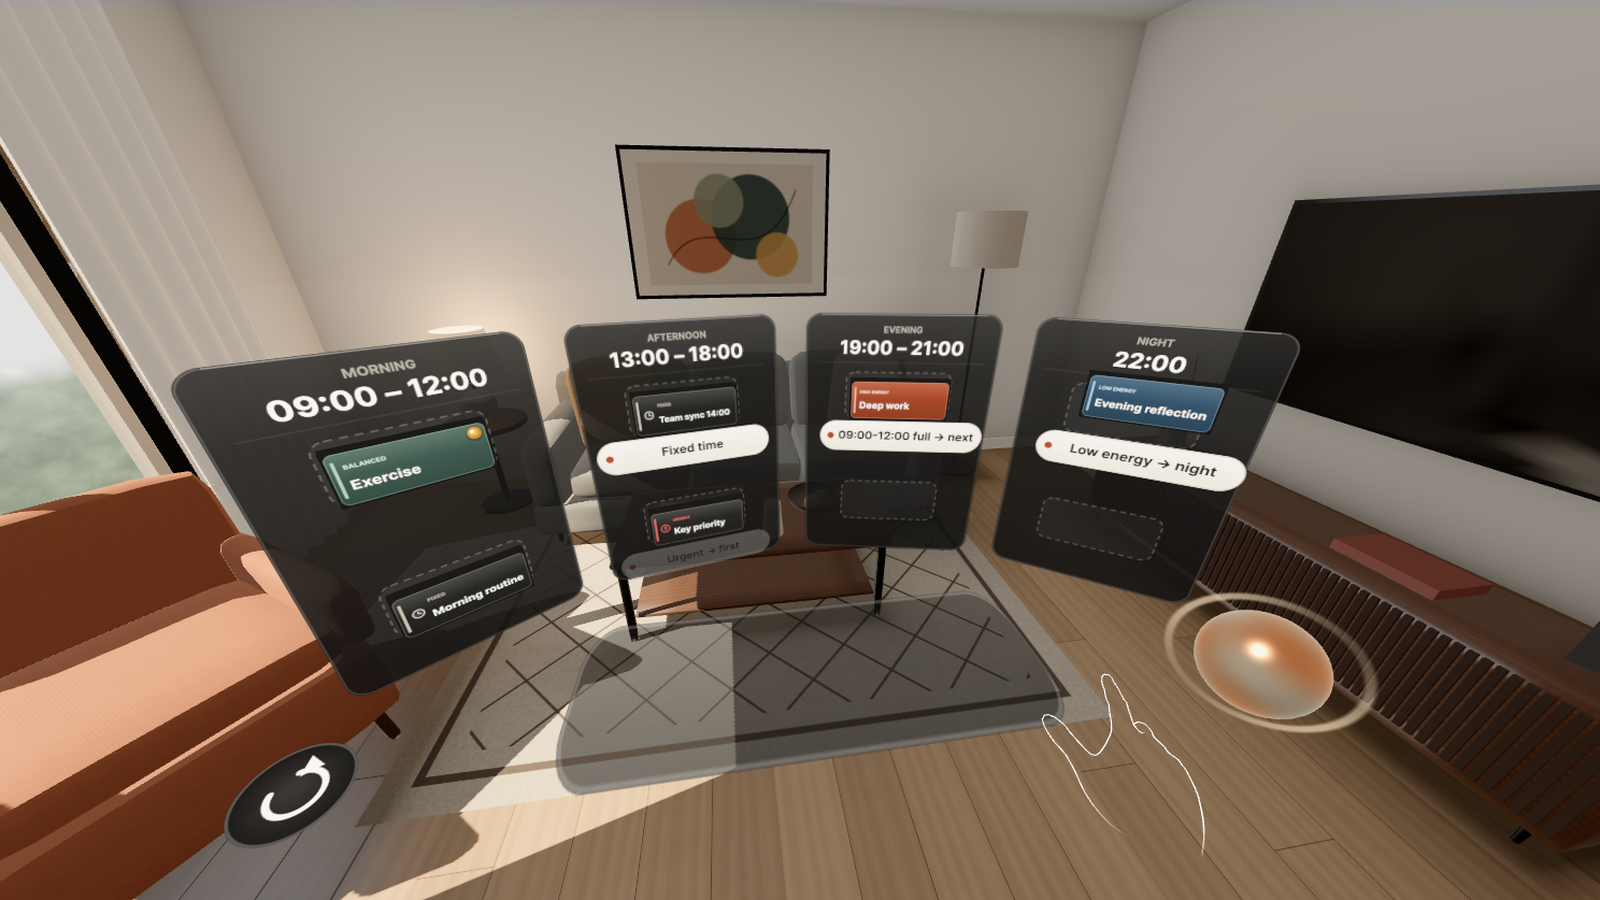 MORNING
09:00 – 12:00
BALANCED
Exercise
FIXED
Morning routine
AFTERNOON
13:00 – 18:00
FIXED
Team sync 14:00
Fixed time
URGENT
Key priority
Urgent → first
EVENING
19:00 – 21:00
HIGH ENERGY
Deep work
09:00-12:00 full → next
NIGHT
22:00
LOW ENERGY
Evening reflection
Low energy → night